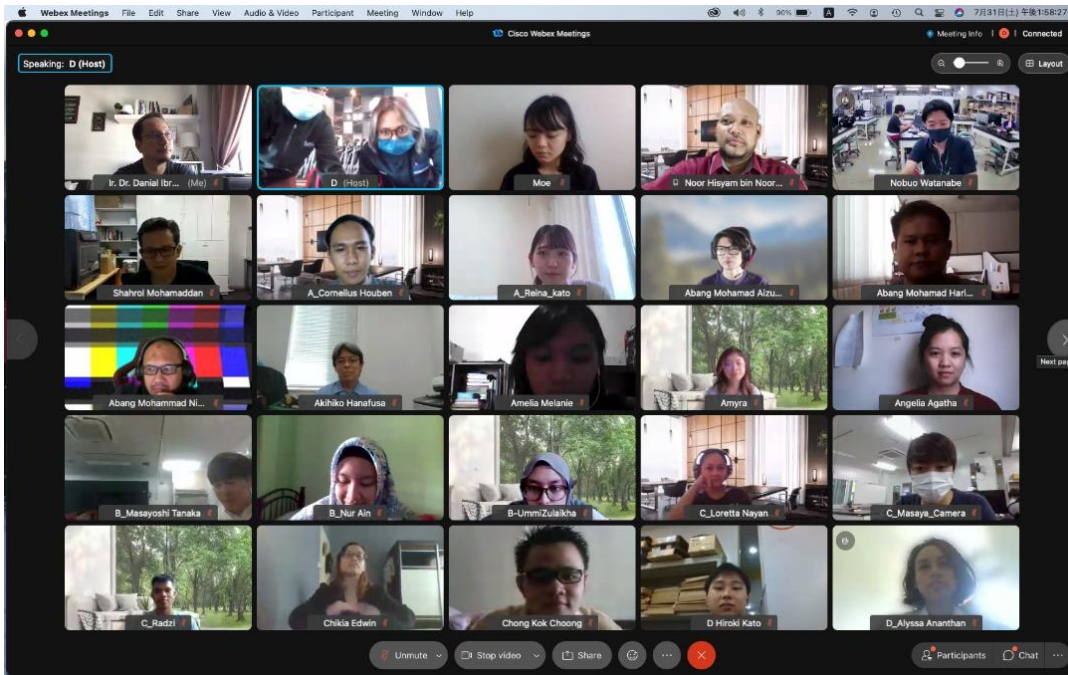 Webex Meetings File Edit Share View Audio & Video Participant Meeting Window Help 90% A 7月31日(土) 午後1:58:27
Cisco Webex Meetings Meeting Info Connected
Speaking: D (Host) Layout
Ir. Dr. Danial Ibr... (Me) D (Host) Moe Noor Hisyam bin Noor... Nobuo Watanabe
Shahrol Mohamaddan A_Cornelius Houben A_Reina_kato Abang Mohamad Aizu... Abang Mohamad Hari...
Next pag
Abang Mohammad Ni... Akihiko Hanafusa Amelia Melanie Amyra Angelia Agatha
B_Masayoshi Tanaka B_Nur Ain B-UmmiZulaikha C_Loretta Nayan C_Masaya_Camera
C_Radzi Chikia Edwin Chong Kok Choong D Hiroki Kato D_Alyssa Ananthan
Unmute Stop video Share Participants Chat